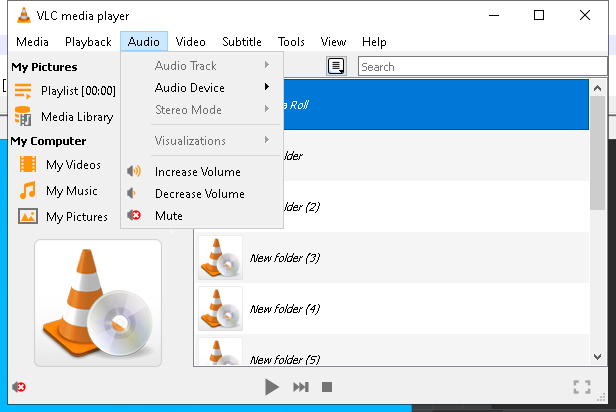 VLC media player
Media Playback Audio Video Subtitle Tools View Help
My Pictures
Playlist [00:00]
Media Library
My Computer
My Videos
My Music
My Pictures
Audio Track
Audio Device
Stereo Mode
Visualizations
Increase Volume
Decrease Volume
Mute
Search
Roll
(2)
New folder (3)
New folder (4)
New folder (5)